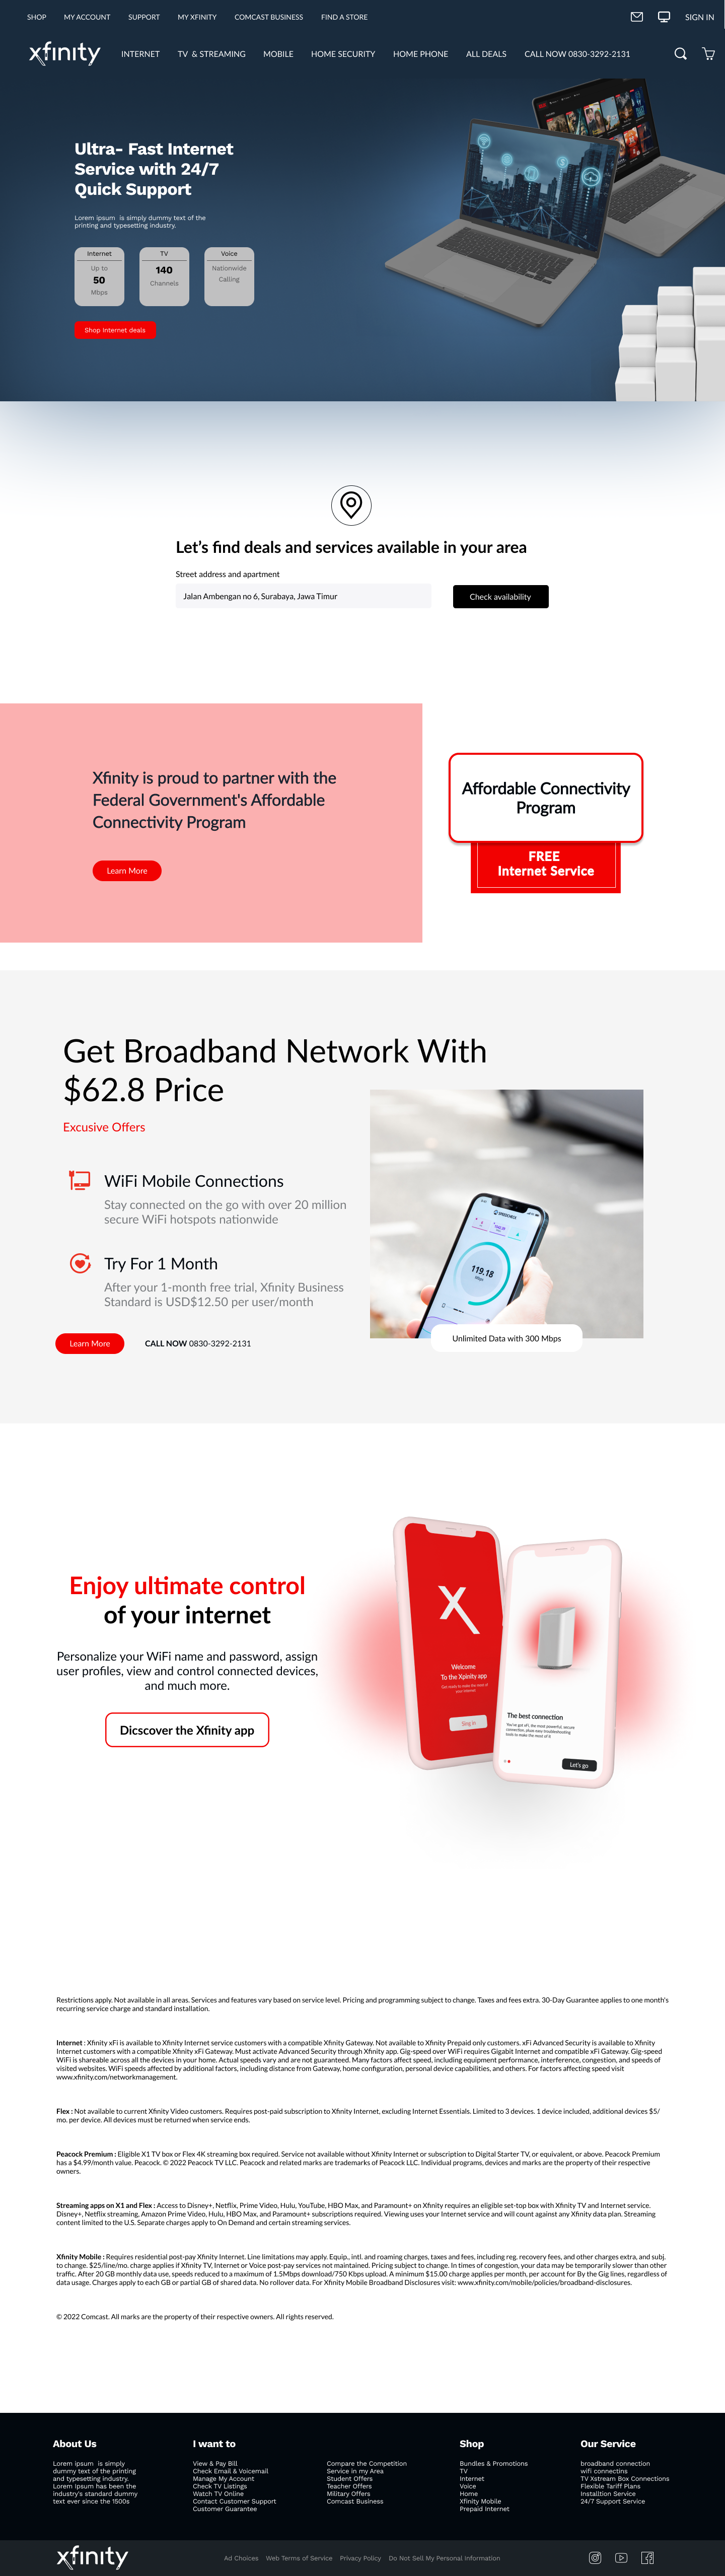 SHOP MY ACCOUNT SUPPORT MY XFINITY COMCAST BUSINESS FIND A STORE SIGN IN
xfinity INTERNET TV & STREAMING MOBILE HOME SECURITY HOME PHONE ALL DEALS CALL NOW 0830-3292-2131
Ultra- Fast Internet
Service with 24/7
Quick Support
Lorem ipsum is simply dummy text of the
printing and typesetting industry.
Internet
Up to
50
Mbps
TV
140
Channels
Voice
Nationwide
Calling
Shop Internet deals
Let's find deals and services available in your area
Street address and apartment
Jalan Ambengan no 6, Surabaya, Jawa Timur
Check availability
Xfinity is proud to partner with the
Federal Government's Affordable
Connectivity Program
Learn More
Affordable Connectivity
Program
FREE
Internet Service
Get Broadband Network With
$62.8 Price
Excusive Offers
WiFi Mobile Connections
Stay connected on the go with over 20 million
secure WiFi hotspots nationwide
Try For 1 Month
After your 1-month free trial, Xfinity Business
Standard is USD$12.50 per user/month
Learn More
CALL NOW 0830-3292-2131
SPEEDCHECK
119.18
Unlimited Data with 300 Mbps
Enjoy ultimate control
of your internet
Personalize your WiFi name and password, assign
user profiles, view and control connected devices,
and much more.
Dicscover the Xfinity app
Welcome
To the Xpinity app
Get ready to make the most of
your internet
Sing in
The best connection
You've got xfi, the most powerful, secure
connection, phaln easy troubleshooting
tools to make the most of it
Let's go
Restrictions apply. Not available in all areas. Services and features vary based on service level. Pricing and programming subject to change. Taxes and fees extra. 30-Day Guarantee applies to one month's
recurring service charge and standard installation.
Internet : Xfinity xFi is available to Xfinity Internet service customers with a compatible Xfinity Gateway. Not available to Xfinity Prepaid only customers. xFi Advanced Security is available to Xfinity
Internet customers with a compatible Xfinity xFi Gateway. Must activate Advanced Security through Xfinity app. Gig-speed over WiFi requires Gigabit Internet and compatible xFi Gateway. Gig-speed
WiFi is shareable across all the devices in your home. Actual speeds vary and are not guaranteed. Many factors affect speed, including equipment performance, interference, congestion, and speeds of
visited websites. WiFi speeds affected by additional factors, including distance from Gateway, home configuration, personal device capabilities, and others. For factors affecting speed visit
www.xfinity.com/networkmanagement.
Flex : Not available to current Xfinity Video customers. Requires post-paid subscription to Xfinity Internet, excluding Internet Essentials. Limited to 3 devices. 1 device included, additional devices $5/
mo. per device. All devices must be returned when service ends.
Peacock Premium : Eligible X1 TV box or Flex 4K streaming box required. Service not available without Xfinity Internet or subscription to Digital Starter TV, or equivalent, or above. Peacock Premium
has a $4.99/month value. Peacock. © 2022 Peacock TV LLC. Peacock and related marks are trademarks of Peacock LLC. Individual programs, devices and marks are the property of their respective
owners.
Streaming apps on X1 and Flex : Access to Disney+, Netflix, Prime Video, Hulu, YouTube, HBO Max, and Paramount+ on Xfinity requires an eligible set-top box with Xfinity TV and Internet service.
Disney+, Netflix streaming, Amazon Prime Video, Hulu, HBO Max, and Paramount+ subscriptions required. Viewing uses your Internet service and will count against any Xfinity data plan. Streaming
content limited to the U.S. Separate charges apply to On Demand and certain streaming services.
Xfinity Mobile : Requires residential post-pay Xfinity Internet. Line limitations may apply. Equip., intl. and roaming charges, taxes and fees, including reg. recovery fees, and other charges extra, and subj.
to change. $25/line/mo. charge applies if Xfinity TV, Internet or Voice post-pay services not maintained. Pricing subject to change. In times of congestion, your data may be temporarily slower than other
traffic. After 20 GB monthly data use, speeds reduced to a maximum of 1.5Mbps download/750 Kbps upload. A minimum $15.00 charge applies per month, per account for By the Gig lines, regardless of
data usage. Charges apply to each GB or partial GB of shared data. No rollover data. For Xfinity Mobile Broadband Disclosures visit: www.xfinity.com/mobile/policies/broadband-disclosures.
© 2022 Comcast. All marks are the property of their respective owners. All rights reserved.
About Us
Lorem ipsum is simply
dummy text of the printing
and typesetting industry.
Lorem Ipsum has been the
industry's standard dummy
text ever since the 1500s
I want to
View & Pay Bill
Check Email & Voicemail
Manage My Account
Check TV Listings
Watch TV Online
Contact Customer Support
Customer Guarantee
Compare the Competition
Service in my Area
Student Offers
Teacher Offers
Military Offers
Comcast Business
Shop
Bundles & Promotions
TV
Internet
Voice
Home
Xfinity Mobile
Prepaid Internet
Our Service
broadband connection
wifi connectins
TV Xstream Box Connections
Flexible Tariff Plans
Installtion Service
24/7 Support Service
xfinity Ad Choices Web Terms of Service Privacy Policy Do Not Sell My Personal Information